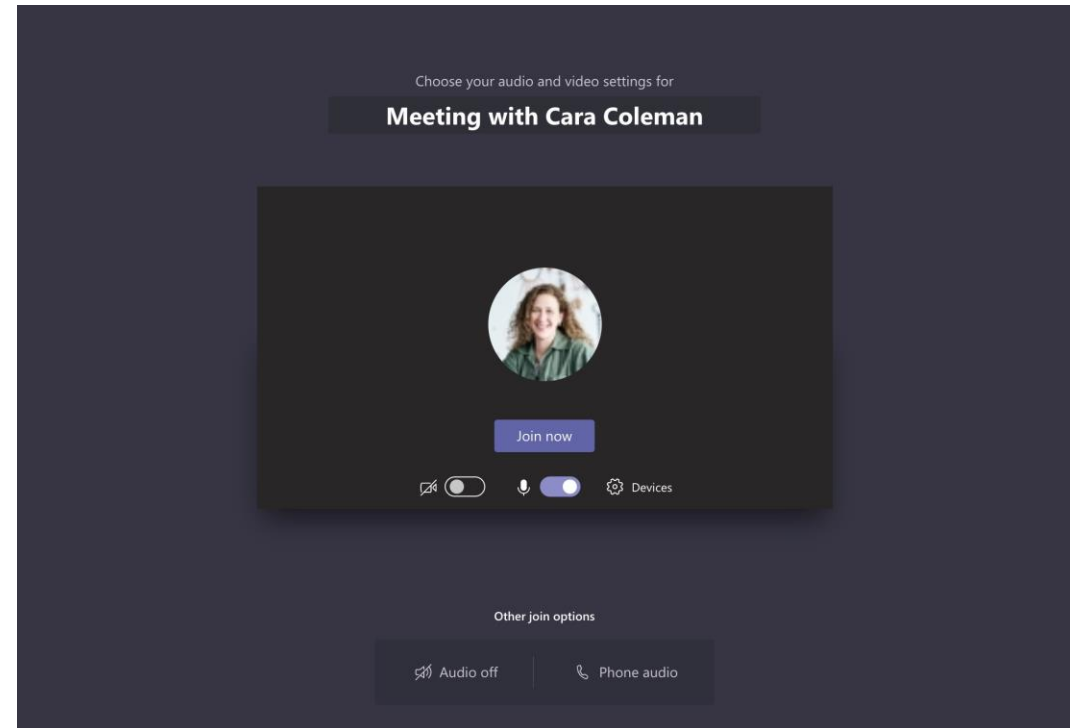 Choose your audio and video settings for
Meeting with Cara Coleman
Join now
Devices
Other join options
Audio off
Phone audio